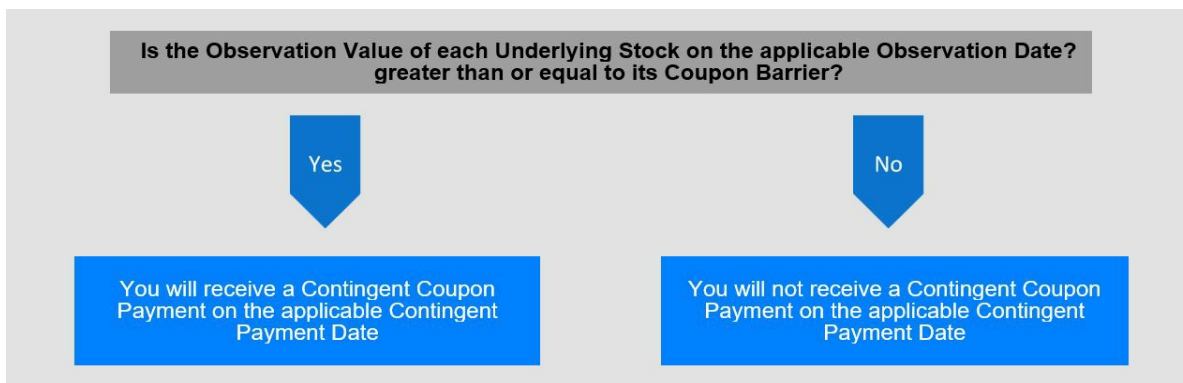 Is the Observation Value of each Underlying Stock on the applicable Observation Date?
greater than or equal to its Coupon Barrier?
Yes
No
You will receive a Contingent Coupon
Payment on the applicable Contingent
Payment Date
You will not receive a Contingent Coupon
Payment on the applicable Contingent
Payment Date